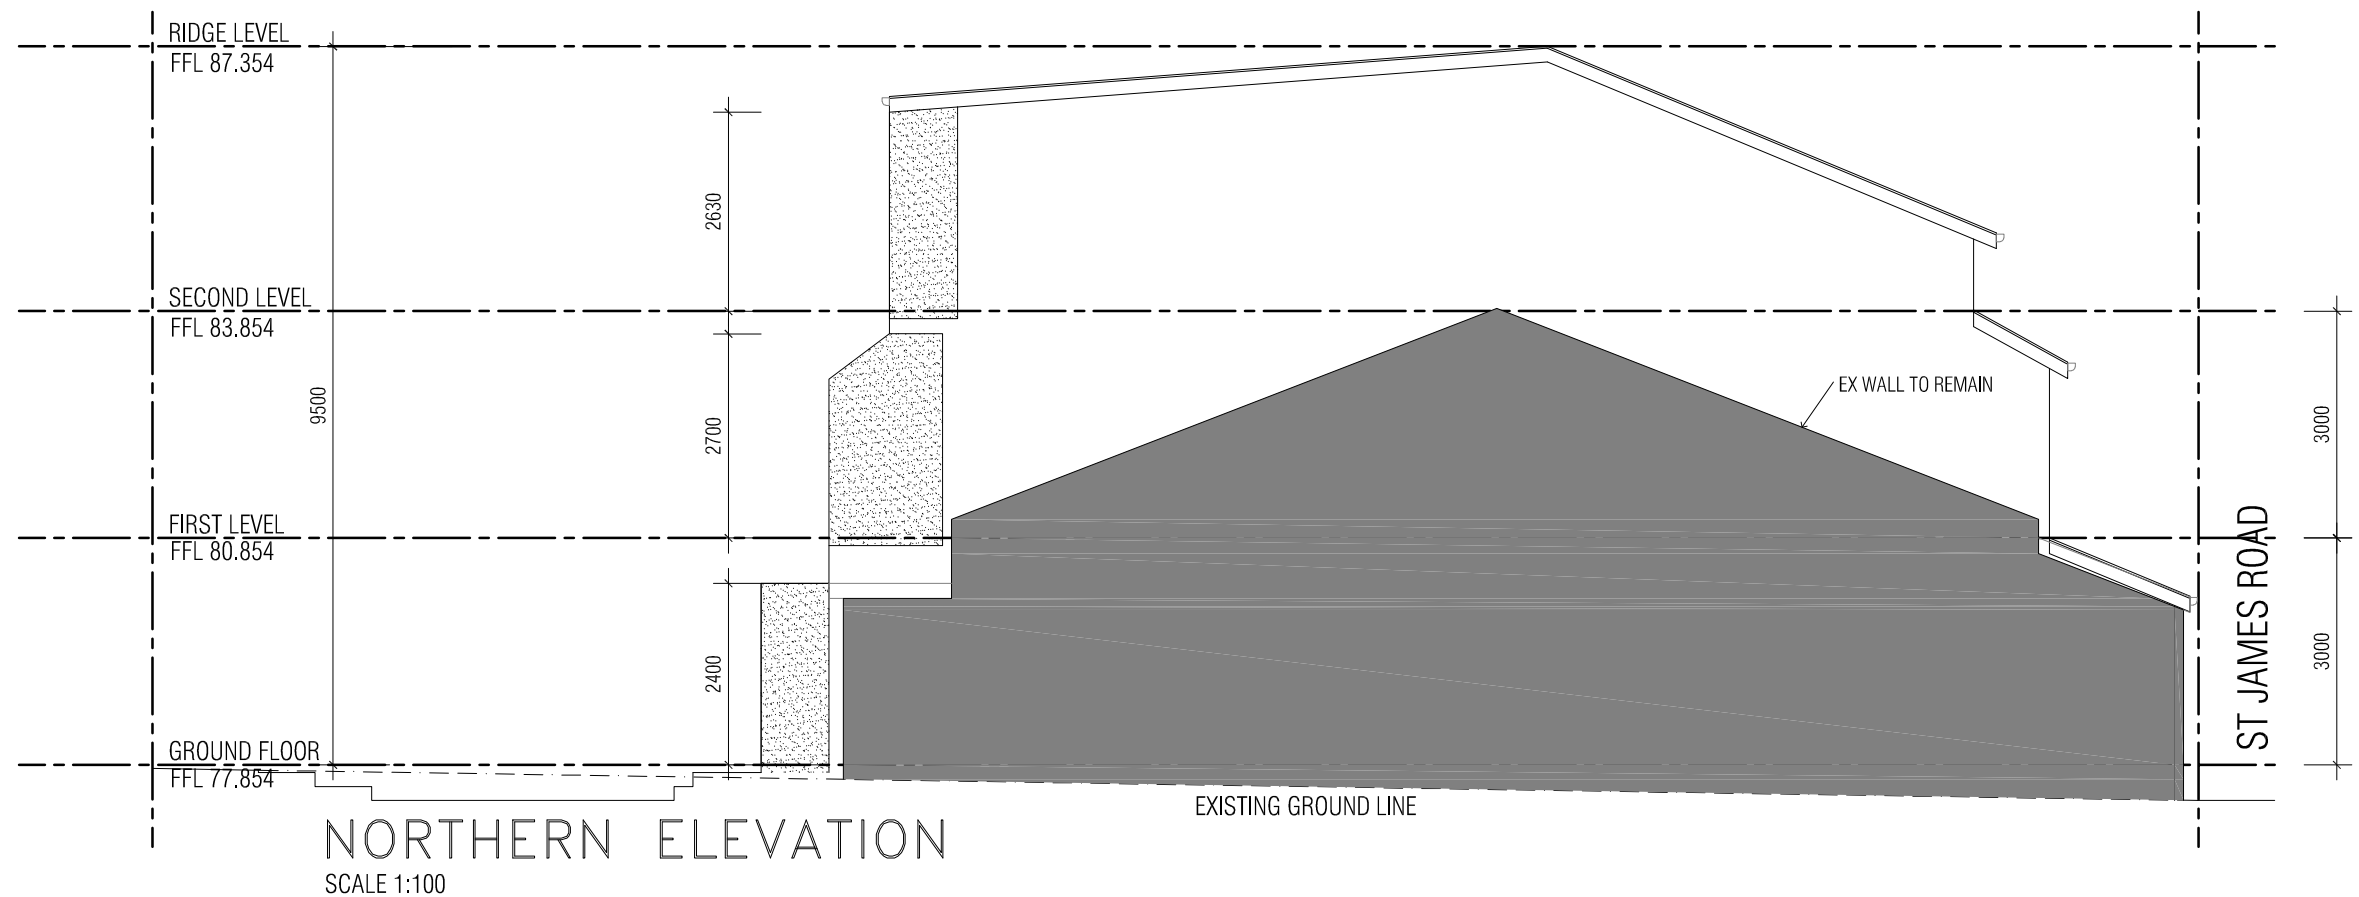 RIDGE LEVEL
FFL 87.354
2630
SECOND LEVEL
FFL 83.854
9500
2700
EX WALL TO REMAIN
3000
FIRST LEVEL
FFL 80.854
2400
3000
ST JAMES ROAD
GROUND FLOOR
FFL 77.854
EXISTING GROUND LINE
NORTHERN ELEVATION
SCALE 1:100